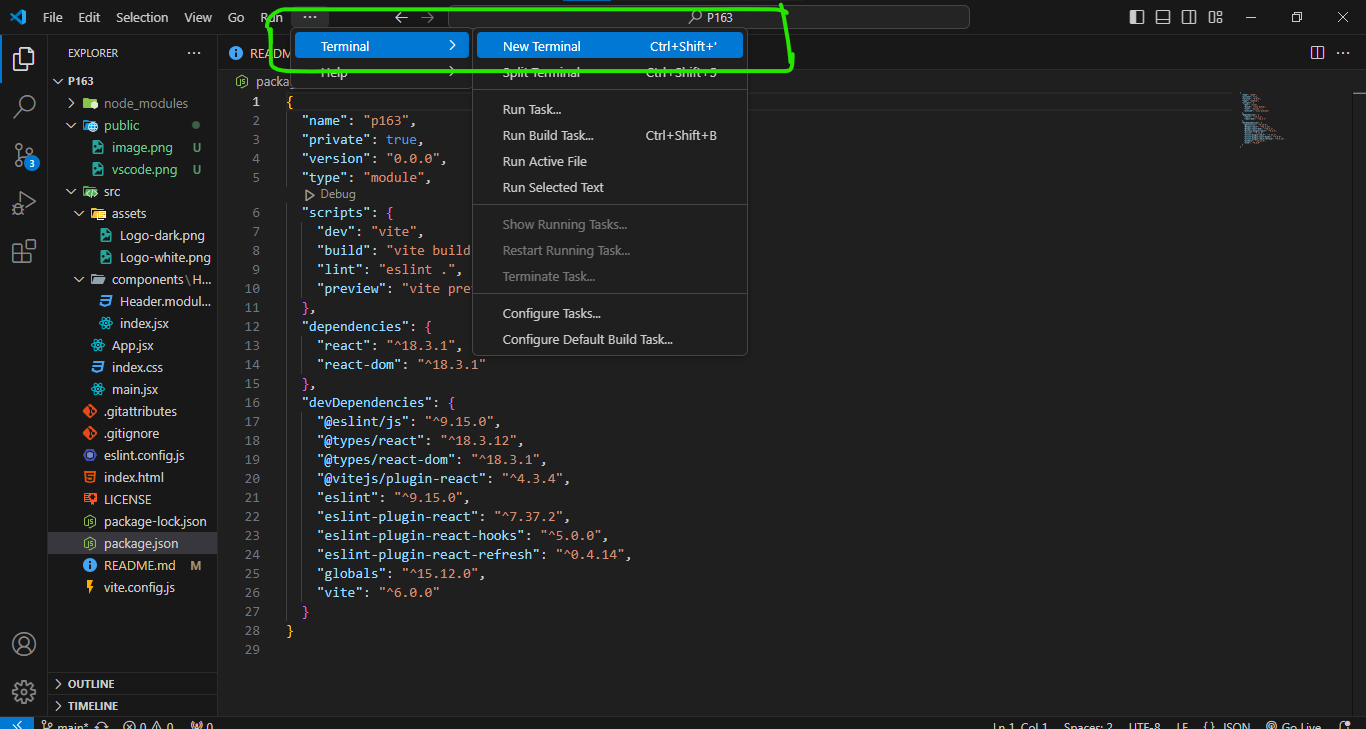 File Edit Selection View Go Run ··· P163
EXPLORER ···
P163
node_modules
public
image.png U
vscode.png U
src
assets
Logo-dark.png
Logo-white.png
components \ H...
Header.modul...
index.jsx
App.jsx
index.css
main.jsx
.gitattributes
.gitignore
eslint.config.js
index.html
LICENSE
package-lock.json
package.json
README.md M
vite.config.js
OUTLINE
TIMELINE
3
Terminal
Help
New Terminal Ctrl+Shift+'
Split Terminal Ctrl+Shift+5
Run Task...
Run Build Task... Ctrl+Shift+B
Run Active File
Run Selected Text
Show Running Tasks...
Restart Running Task...
Terminate Task...
Configure Tasks...
Configure Default Build Task...
1 {
2 "name": "p163",
3 "private": true,
4 "version": "0.0.0",
5 "type": "module",
Debug
6 "scripts": {
7 "dev": "vite",
8 "build": "vite build
9 "lint": "eslint .",
10 "preview": "vite pre
11 },
12 "dependencies": {
13 "react": "^18.3.1",
14 "react-dom": "^18.3.1"
15 },
16 "devDependencies": {
17 "@eslint/js": "^9.15.0",
18 "@types/react": "^18.3.12",
19 "@types/react-dom": "^18.3.1",
20 "@vitejs/plugin-react": "^4.3.4",
21 "eslint": "^9.15.0",
22 "eslint-plugin-react": "^7.37.2",
23 "eslint-plugin-react-hooks": "^5.0.0",
24 "eslint-plugin-react-refresh": "^0.4.14",
25 "globals": "^15.12.0",
26 "vite": "^6.0.0"
27 }
28 }
29
main* 0 0 0 Ln 1, Col 1 Spaces: 2 UTF-8 LF {} JSON Go Live